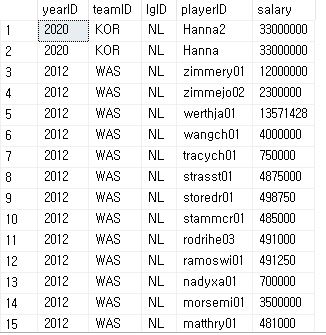 yearID teamID lgID playerID salary
1 2020 KOR NL Hanna2 33000000
2 2020 KOR NL Hanna 33000000
3 2012 WAS NL zimmery01 12000000
4 2012 WAS NL zimmejo02 2300000
5 2012 WAS NL werthja01 13571428
6 2012 WAS NL wangch01 4000000
7 2012 WAS NL tracych01 750000
8 2012 WAS NL strasst01 4875000
9 2012 WAS NL storedr01 498750
10 2012 WAS NL stammcr01 485000
11 2012 WAS NL rodrihe03 491000
12 2012 WAS NL ramoswi01 491250
13 2012 WAS NL nadyxa01 700000
14 2012 WAS NL morsemi01 3500000
15 2012 WAS NL matthry01 481000